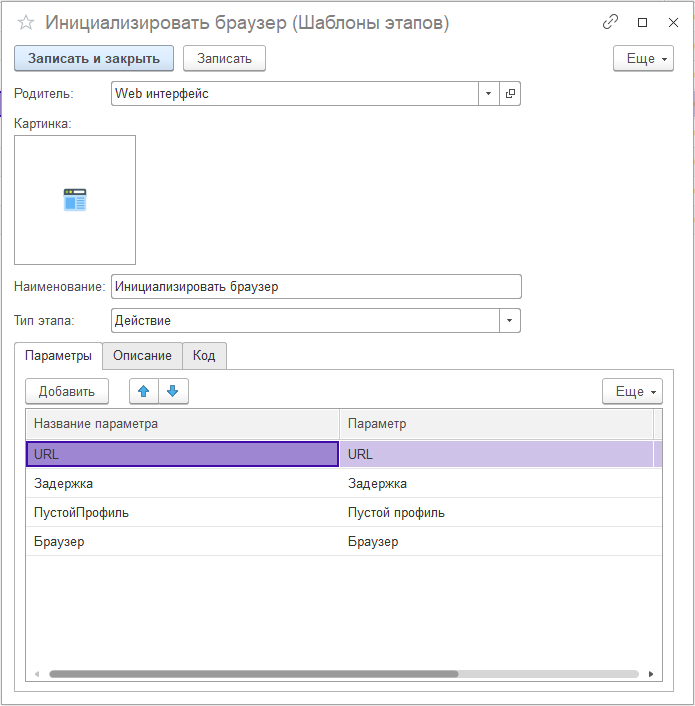 Инициализировать браузер (Шаблоны этапов)
Записать и закрыть Записать Еще
Родитель: Web интерфейс
Картинка:
Наименование: Инициализировать браузер
Тип этапа: Действие
Параметры Описание Код
Добавить Еще
Название параметра Параметр
URL URL
Задержка Задержка
ПустойПрофиль Пустой профиль
Браузер Браузер